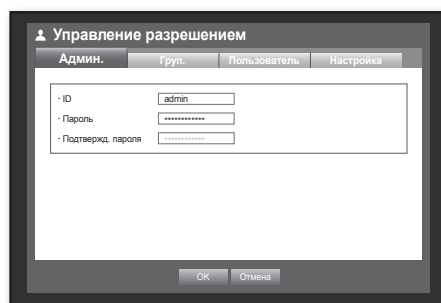 Управление разрешением
Админ. Груп. Пользователь Настройка
· ID admin
· Пароль ************
· Подтвержд. пароля ************
OK Отмена